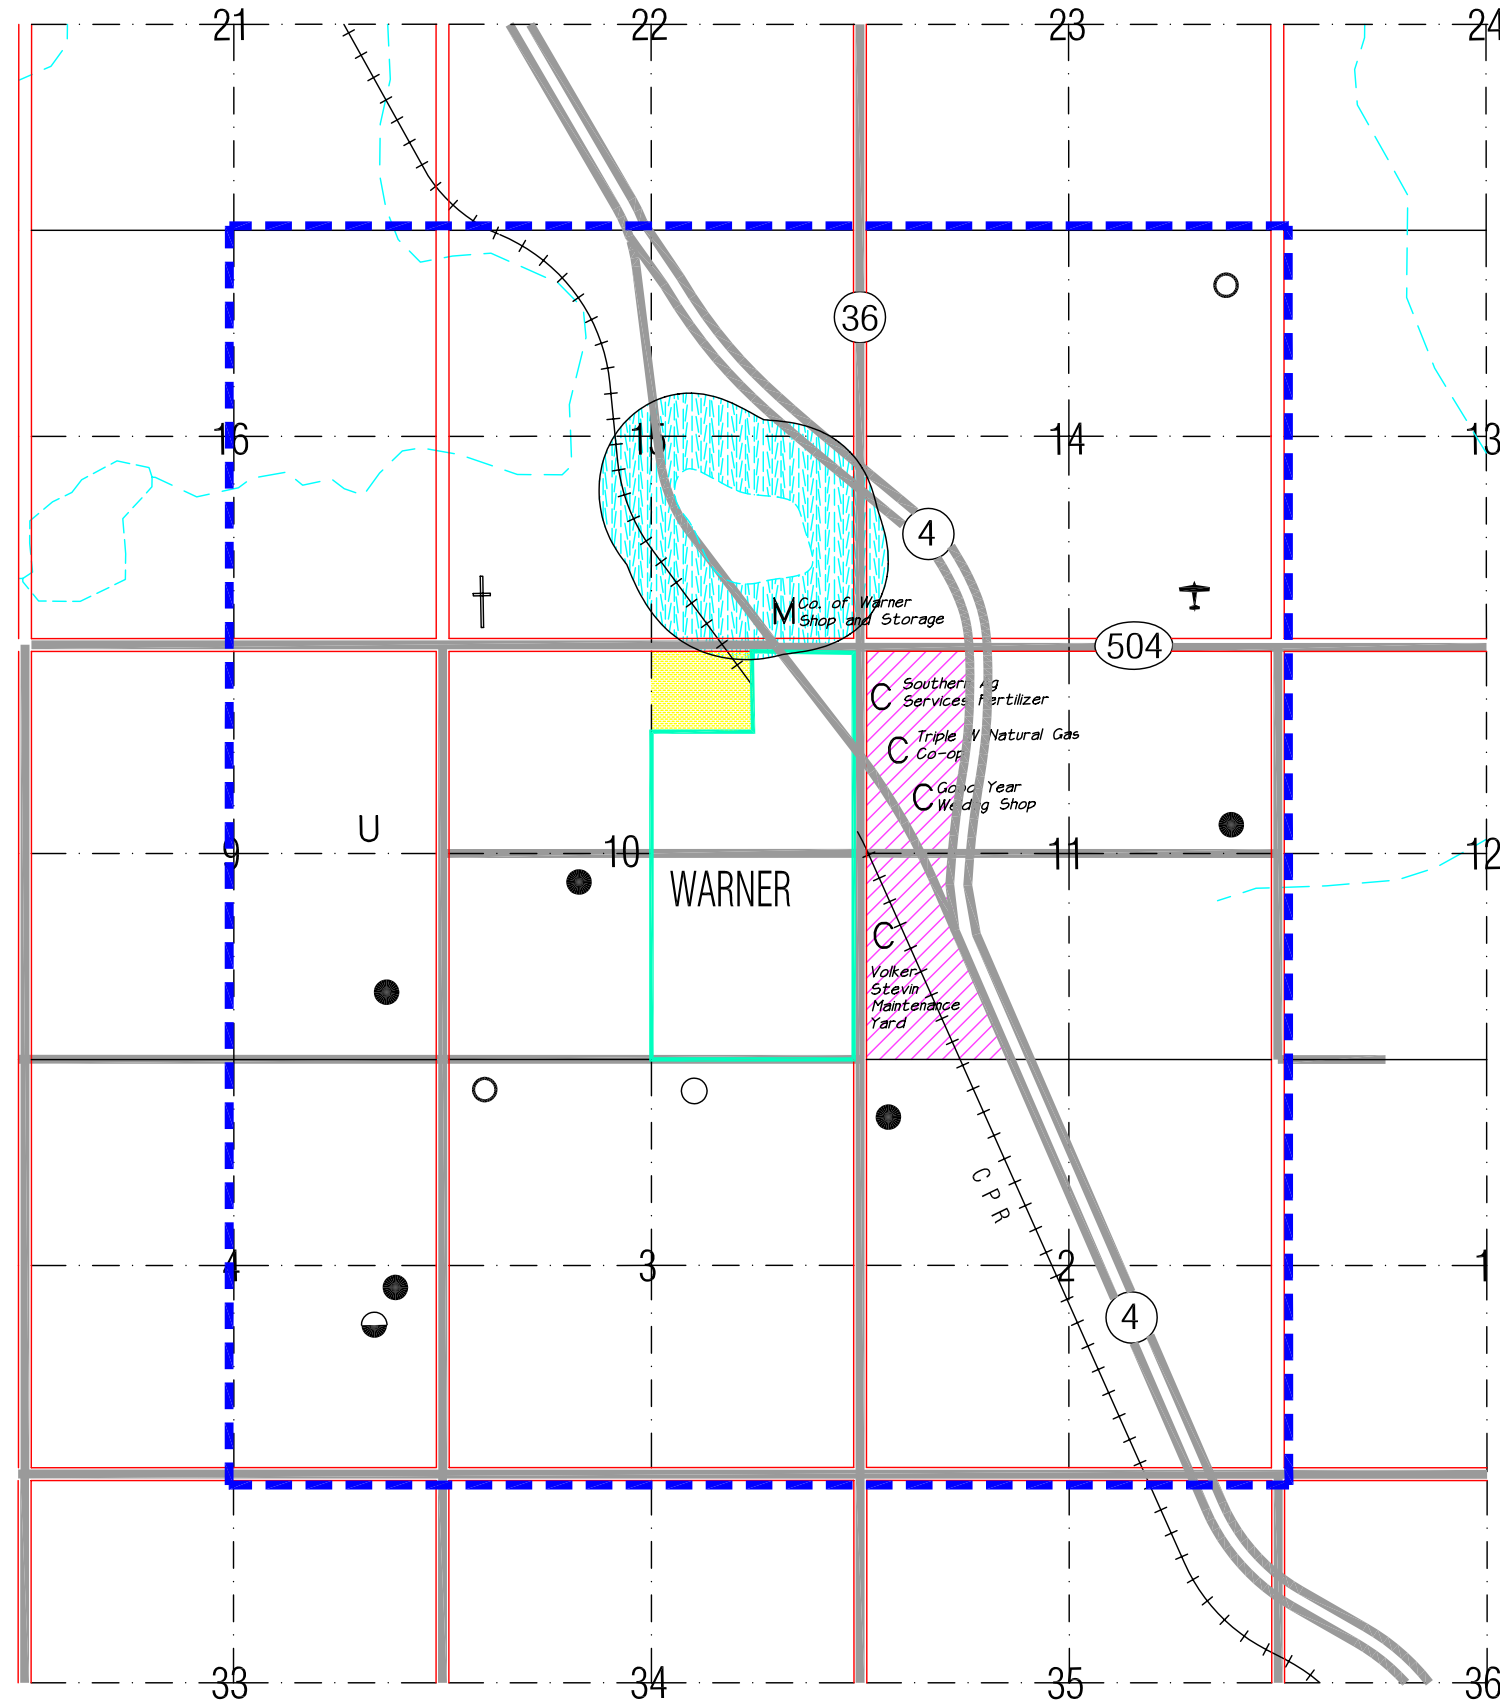 21 22 23 24
36
16 15 14 13
4
M Co. of Warner
Shop and Storage
504
C Southern Ag
Services Fertilizer
C Triple W Natural Gas
Co-op
C Good Year
Welding Shop
U
9 10 11 12
WARNER
C
Volker
Stevin
Maintenance
Yard
CPR
4 3 2 1
4
33 34 35 36